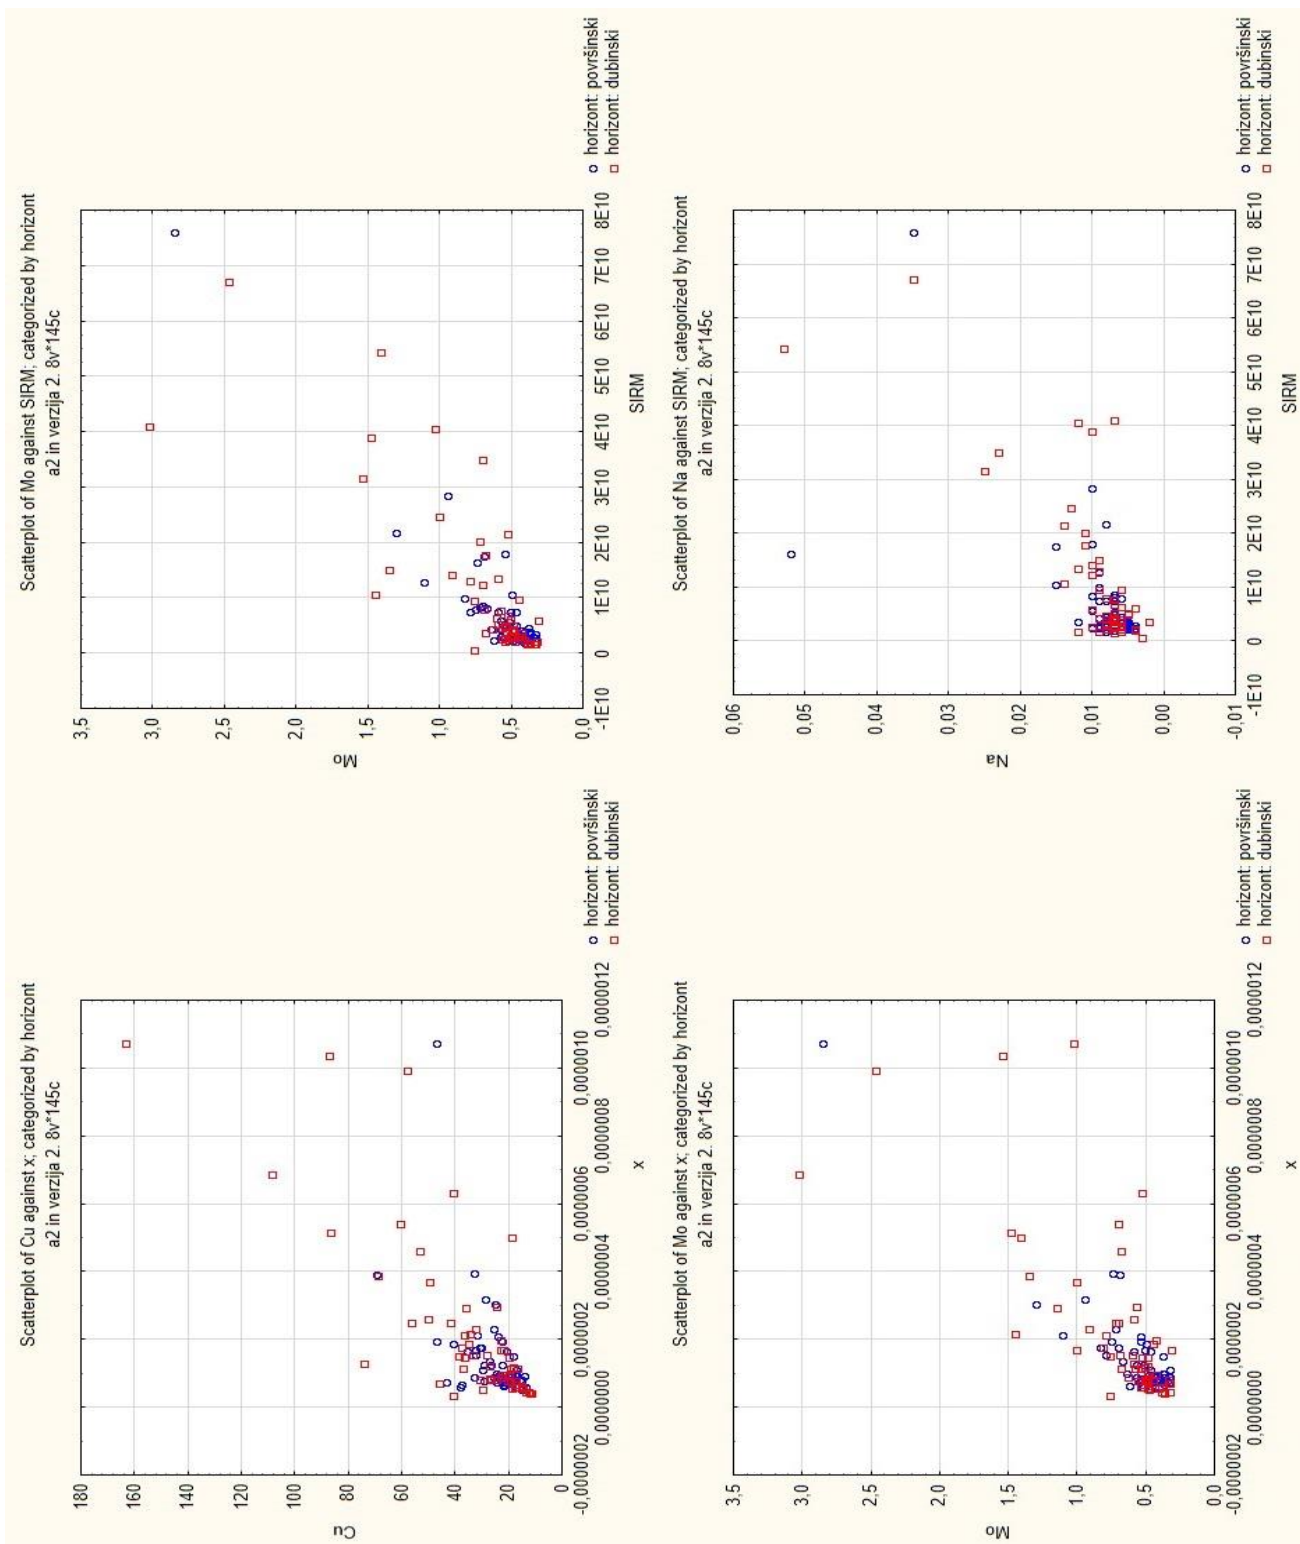 Scatterplot of Cu against x; categorized by horizont
a2 in verzija 2. 8v*145c
180
160
140
120
100
80
60
40
20
0
Cu
-0,0000002 0,0000002 0,0000006 0,0000010
0,0000000 0,0000004 0,0000008 0,0000012
x
horizont: površinski
horizont: dubinski
Scatterplot of Mo against SIRM; categorized by horizont
a2 in verzija 2. 8v*145c
3,5
3,0
2,5
2,0
1,5
1,0
0,5
0,0
Mo
-1E10 0 1E10 2E10 3E10 4E10 5E10 6E10 7E10 8E10
SIRM
horizont: površinski
horizont: dubinski
Scatterplot of Mo against x; categorized by horizont
a2 in verzija 2. 8v*145c
3,5
3,0
2,5
2,0
1,5
1,0
0,5
0,0
Mo
-0,0000002 0,0000002 0,0000006 0,0000010
0,0000000 0,0000004 0,0000008 0,0000012
x
horizont: površinski
horizont: dubinski
Scatterplot of Na against SIRM; categorized by horizont
a2 in verzija 2. 8v*145c
0,06
0,05
0,04
0,03
0,02
0,01
0,00
-0,01
Na
-1E10 0 1E10 2E10 3E10 4E10 5E10 6E10 7E10 8E10
SIRM
horizont: površinski
horizont: dubinski